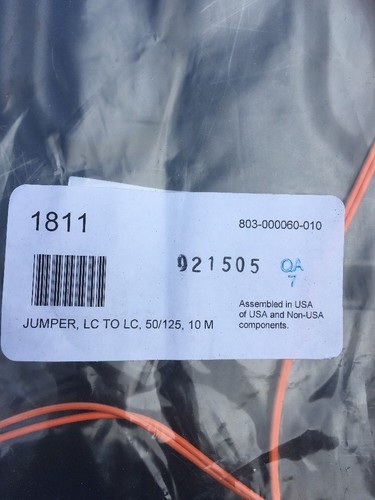 1811
803-000060-010
921505
QA
7
Assembled in USA
of USA and Non-USA
components.
JUMPER, LC TO LC, 50/125, 10 M